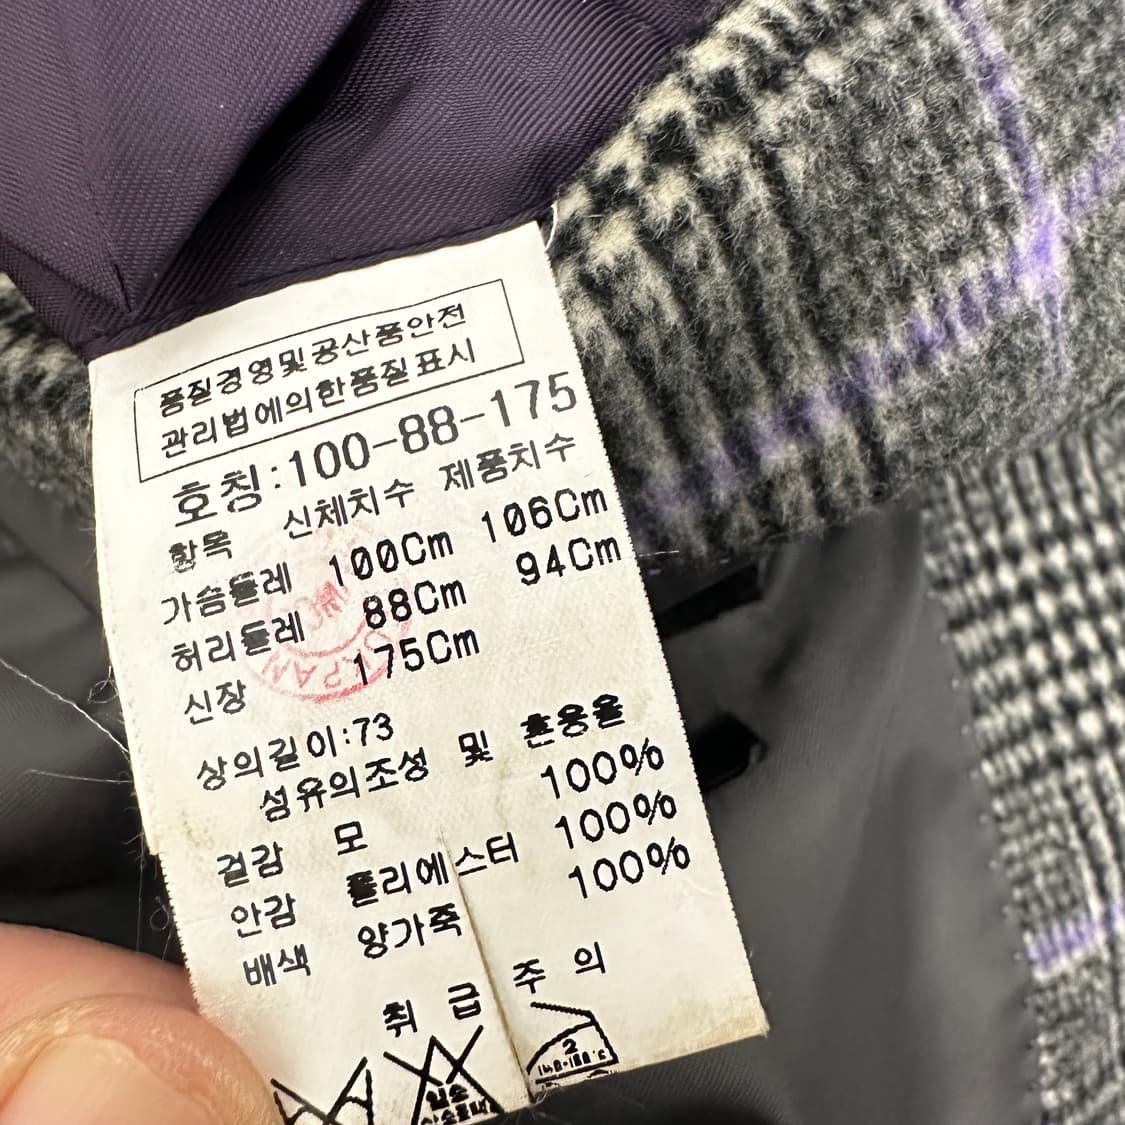 품질경영및공산품안전
관리법에의한품질표시
호칭:100-88-175
항목 신체치수 제품치수
가슴둘레 100Cm 106Cm
허리둘레 88Cm 94Cm
신장 175Cm
상의길이:73
섬유의조성 및 혼용율
겉감 모 100%
안감 폴리에스터 100%
배색 양가죽 100%
취 급 주 의
2